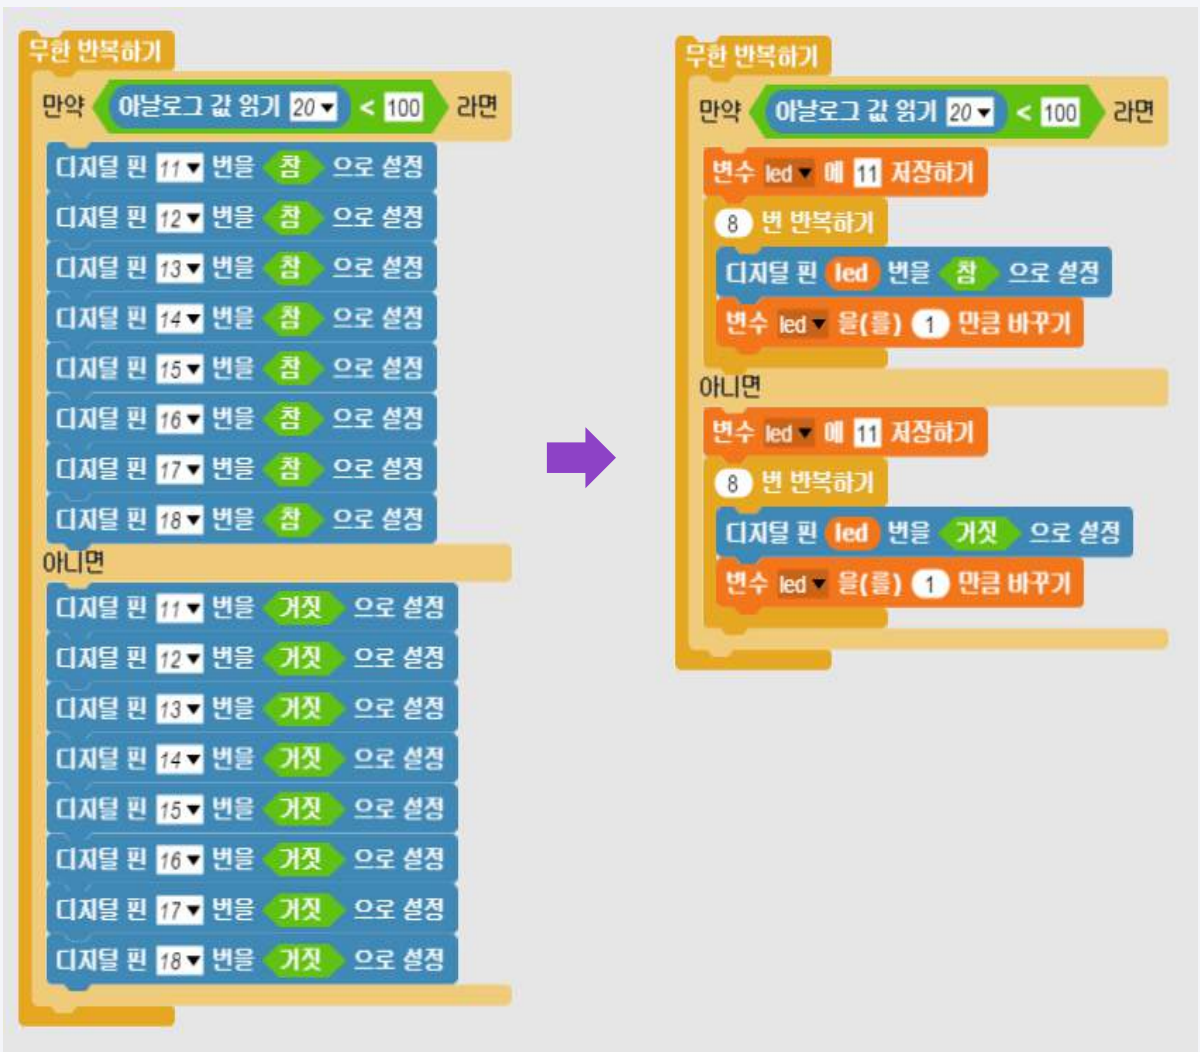 무한 반복하기
만약 아날로그 값 읽기 20 < 100 라면
디지털 핀 11 번을 참 으로 설정
디지털 핀 12 번을 참 으로 설정
디지털 핀 13 번을 참 으로 설정
디지털 핀 14 번을 참 으로 설정
디지털 핀 15 번을 참 으로 설정
디지털 핀 16 번을 참 으로 설정
디지털 핀 17 번을 참 으로 설정
디지털 핀 18 번을 참 으로 설정
아니면
디지털 핀 11 번을 거짓 으로 설정
디지털 핀 12 번을 거짓 으로 설정
디지털 핀 13 번을 거짓 으로 설정
디지털 핀 14 번을 거짓 으로 설정
디지털 핀 15 번을 거짓 으로 설정
디지털 핀 16 번을 거짓 으로 설정
디지털 핀 17 번을 거짓 으로 설정
디지털 핀 18 번을 거짓 으로 설정
무한 반복하기
만약 아날로그 값 읽기 20 < 100 라면
변수 led 에 11 저장하기
8 번 반복하기
디지털 핀 led 번을 참 으로 설정
변수 led 을(를) 1 만큼 바꾸기
아니면
변수 led 에 11 저장하기
8 번 반복하기
디지털 핀 led 번을 거짓 으로 설정
변수 led 을(를) 1 만큼 바꾸기